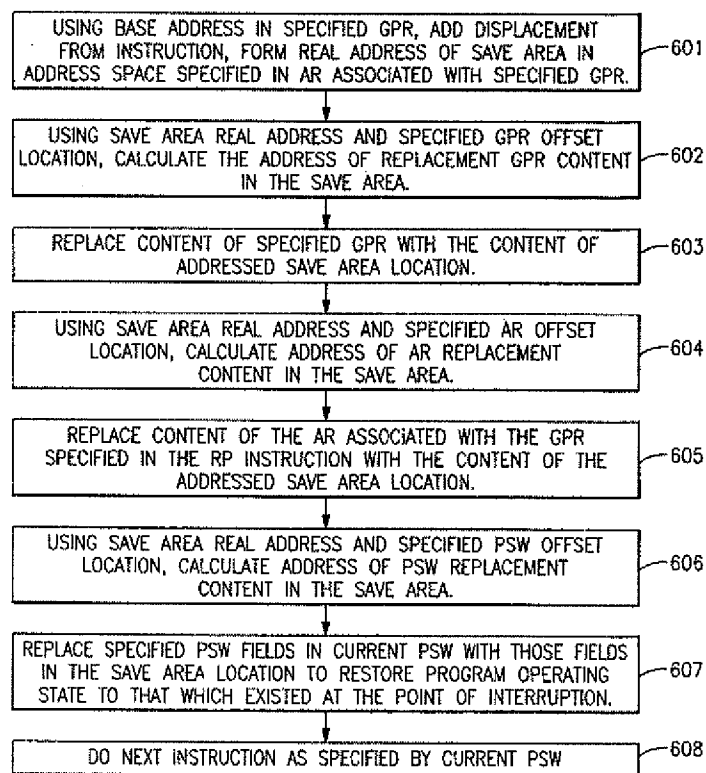 USING BASE ADDRESS IN SPECIFIED GPR, ADD DISPLACEMENT
FROM INSTRUCTION, FORM REAL ADDRESS OF SAVE AREA IN
ADDRESS SPACE SPECIFIED IN AR ASSOCIATED WITH SPECIFIED GPR.
601
USING SAVE AREA REAL ADDRESS AND SPECIFIED GPR OFFSET
LOCATION, CALCULATE THE ADDRESS OF REPLACEMENT GPR CONTENT
IN THE SAVE AREA.
602
REPLACE CONTENT OF SPECIFIED GPR WITH THE CONTENT OF
ADDRESSED SAVE AREA LOCATION.
603
USING SAVE AREA REAL ADDRESS AND SPECIFIED AR OFFSET
LOCATION, CALCULATE ADDRESS OF AR REPLACEMENT
CONTENT IN THE SAVE AREA.
604
REPLACE CONTENT OF THE AR ASSOCIATED WITH THE GPR
SPECIFIED IN THE RP INSTRUCTION WITH THE CONTENT OF THE
ADDRESSED SAVE AREA LOCATION.
605
USING SAVE AREA REAL ADDRESS AND SPECIFIED PSW OFFSET
LOCATION, CALCULATE ADDRESS OF PSW REPLACEMENT
CONTENT IN THE SAVE AREA.
606
REPLACE SPECIFIED PSW FIELDS IN CURRENT PSW WITH THOSE FIELDS
IN THE SAVE AREA LOCATION TO RESTORE PROGRAM OPERATING
STATE TO THAT WHICH EXISTED AT THE POINT OF INTERRUPTION.
607
DO NEXT INSTRUCTION AS SPECIFIED BY CURRENT PSW
608